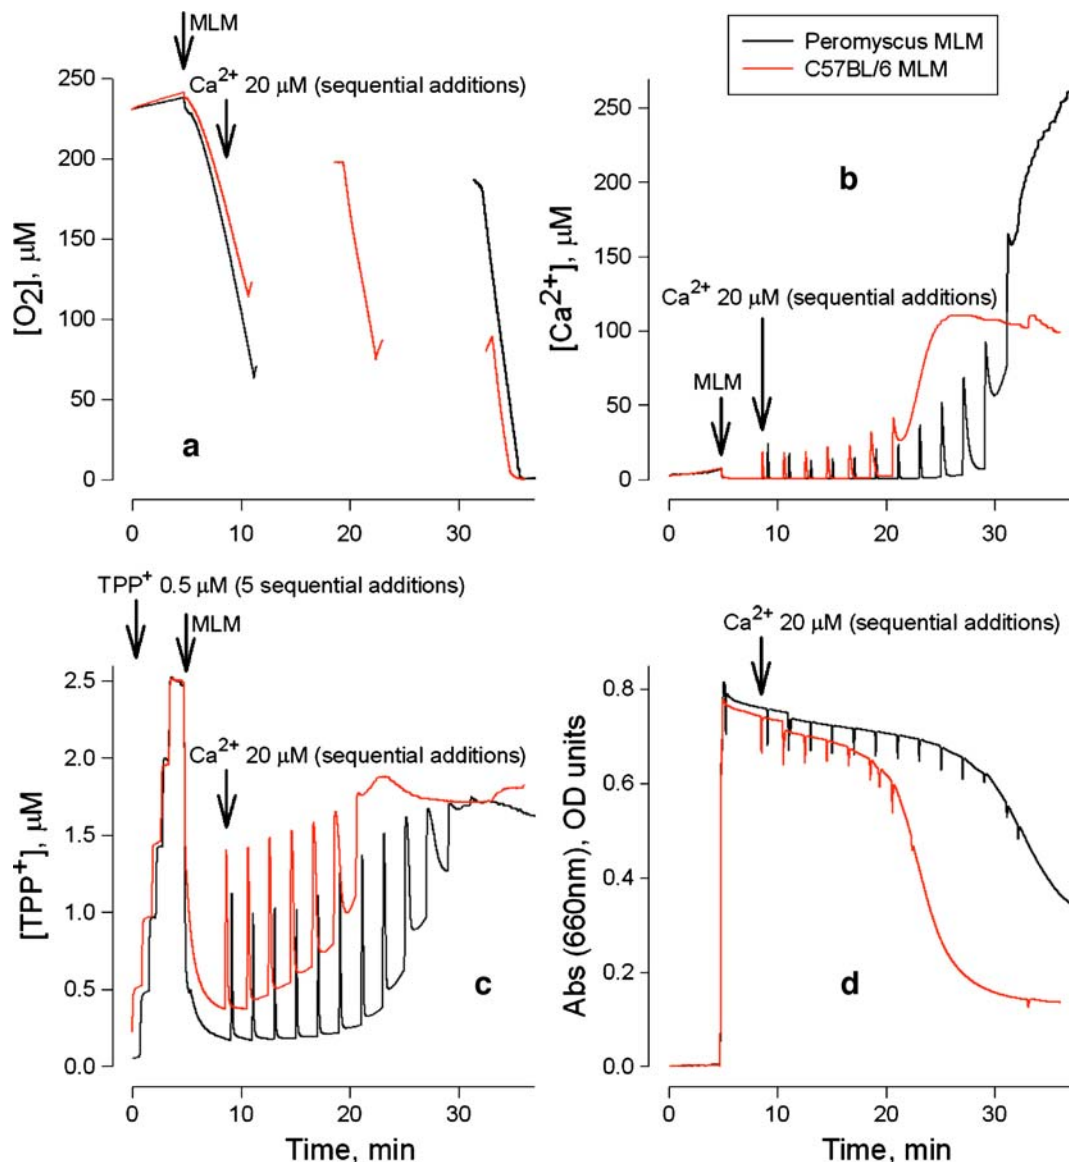 MLM
Ca²⁺ 20 µM (sequential additions)
250
200
150
100
50
0
[O₂], µM
a
0 10 20 30
Peromyscus MLM
C57BL/6 MLM
250
200
150
100
50
0
[Ca²⁺], µM
b
Ca²⁺ 20 µM (sequential additions)
MLM
0 10 20 30
TPP⁺ 0.5 µM (5 sequential additions)
MLM
Ca²⁺ 20 µM (sequential additions)
2.5
2.0
1.5
1.0
0.5
0.0
[TPP⁺], µM
c
0 10 20 30
Time, min
Ca²⁺ 20 µM (sequential additions)
0.8
0.6
0.4
0.2
0.0
Abs (660nm), OD units
d
0 10 20 30
Time, min